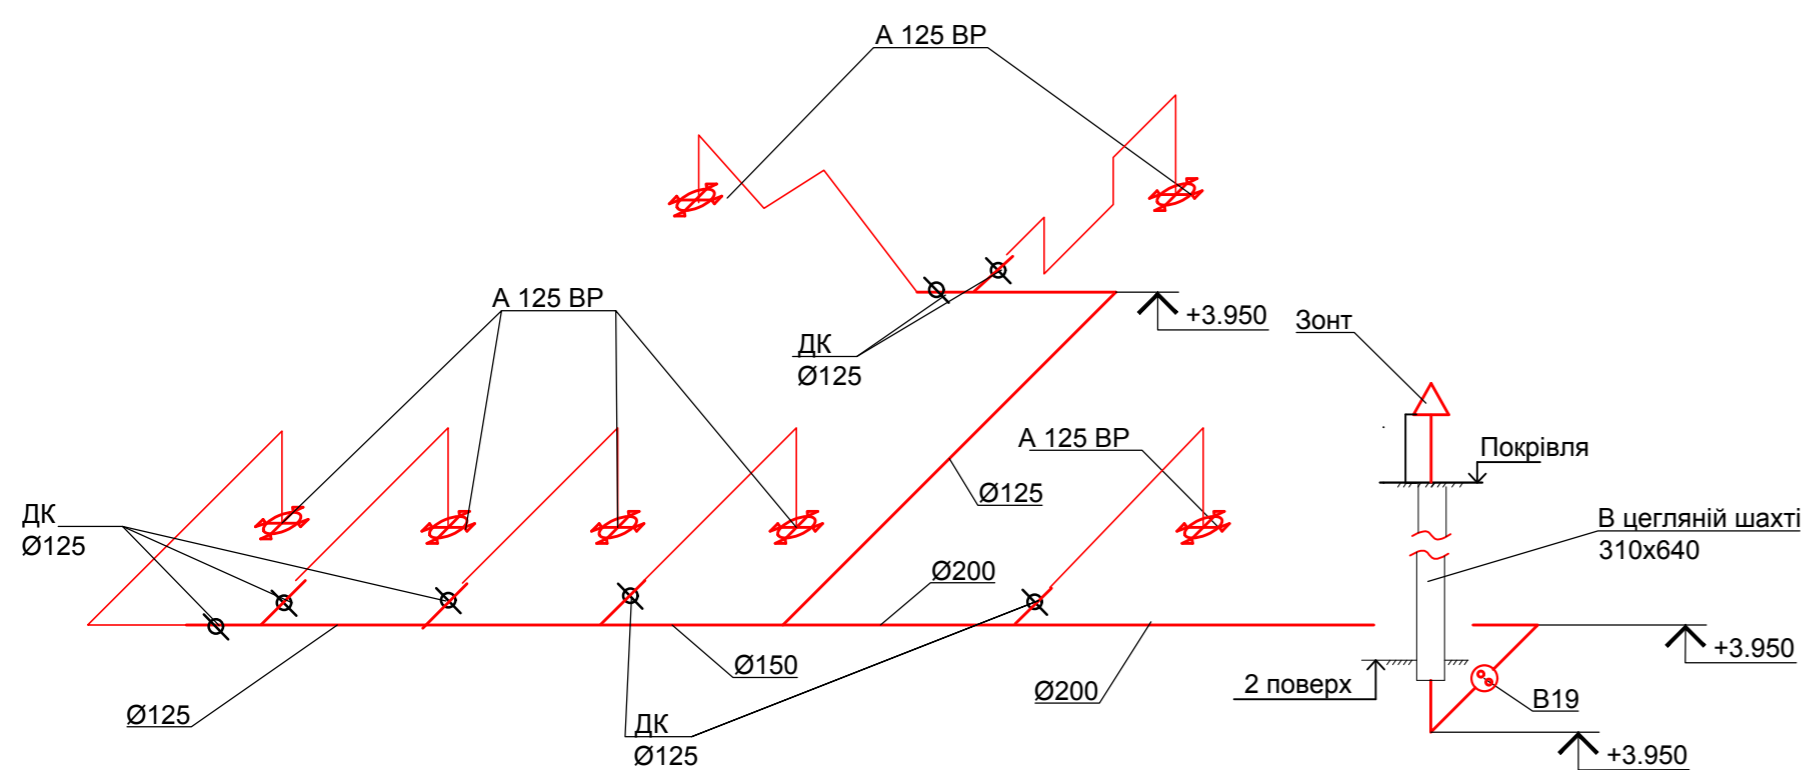 А 125 ВР
А 125 ВР
+3.950
Зонт
ДК
Ø125
А 125 ВР
Покрівля
Ø125
ДК
Ø125
В цегляній шахті
310х640
Ø200
Ø150
+3.950
2 поверх
Ø200
В19
Ø125
ДК
Ø125
+3.950